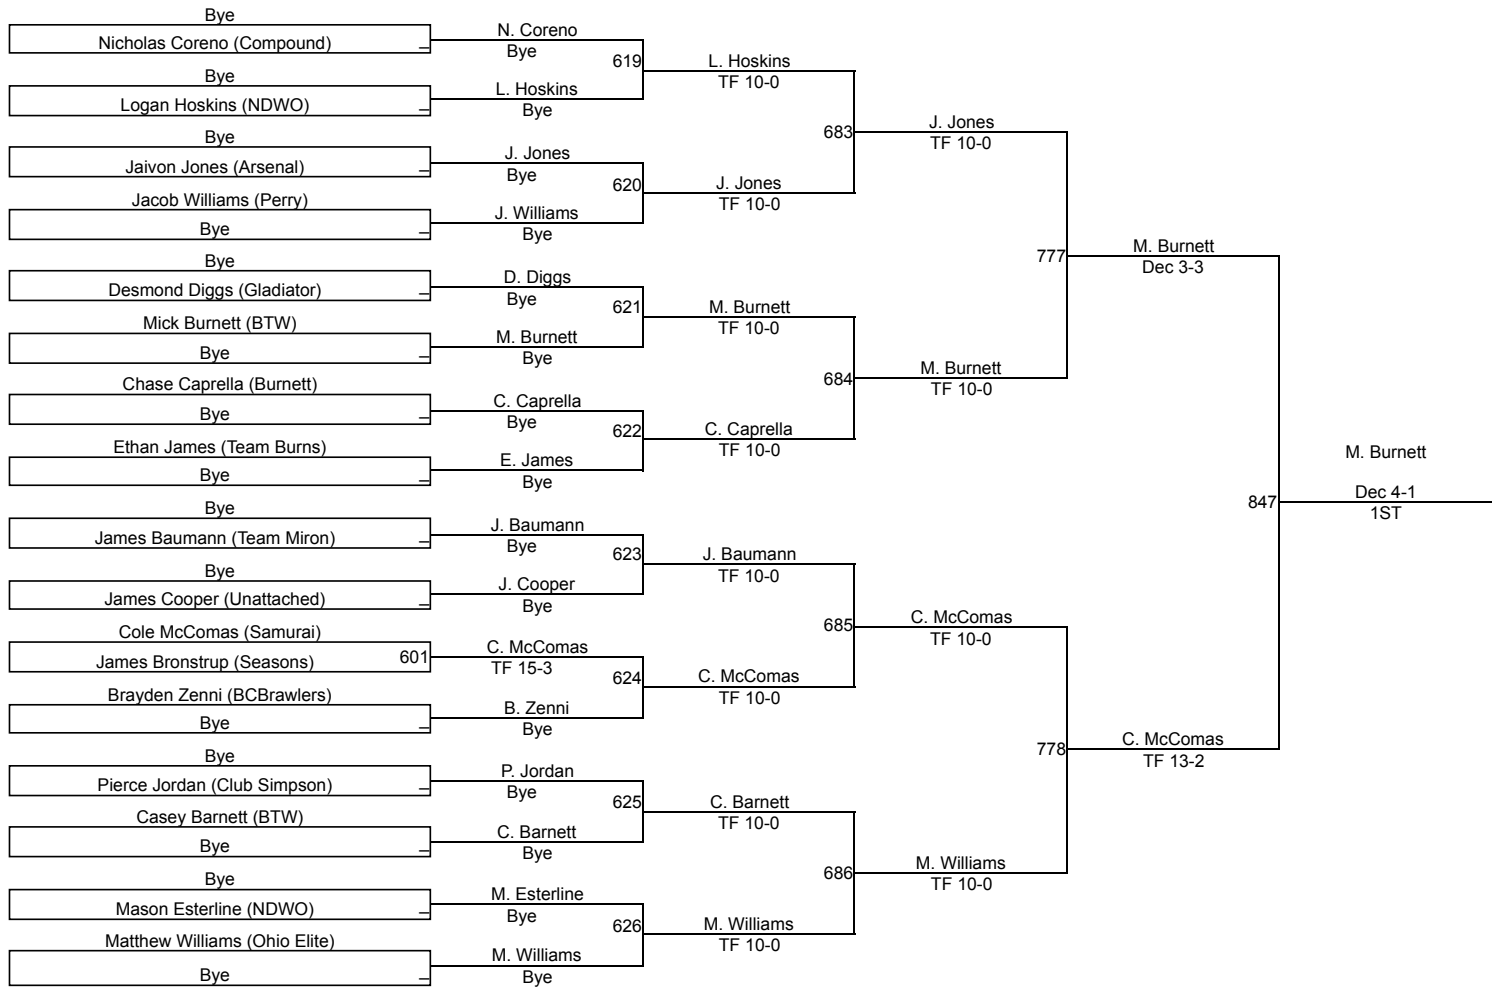 Bye
Nicholas Coreno (Compound)
Bye
Logan Hoskins (NDWO)
Bye
Jaivon Jones (Arsenal)
Jacob Williams (Perry)
Bye
Bye
Desmond Diggs (Gladiator)
Mick Burnett (BTW)
Bye
Chase Caprella (Burnett)
Bye
Ethan James (Team Burns)
Bye
Bye
James Baumann (Team Miron)
Bye
James Cooper (Unattached)
Cole McComas (Samurai)
James Bronstrup (Seasons) 601
Brayden Zenni (BCBrawlers)
Bye
Bye
Pierce Jordan (Club Simpson)
Casey Barnett (BTW)
Bye
Bye
Mason Esterline (NDWO)
Matthew Williams (Ohio Elite)
Bye
N. Coreno
Bye
619
L. Hoskins
Bye
J. Jones
Bye
620
J. Williams
Bye
D. Diggs
Bye
621
M. Burnett
Bye
C. Caprella
Bye
622
E. James
Bye
J. Baumann
Bye
623
J. Cooper
Bye
C. McComas
TF 15-3
624
B. Zenni
Bye
P. Jordan
Bye
625
C. Barnett
Bye
M. Esterline
Bye
626
M. Williams
Bye
L. Hoskins
TF 10-0
683
J. Jones
TF 10-0
M. Burnett
TF 10-0
684
C. Caprella
TF 10-0
J. Baumann
TF 10-0
685
C. McComas
TF 10-0
C. Barnett
TF 10-0
686
M. Williams
TF 10-0
J. Jones
TF 10-0
777
M. Burnett
TF 10-0
C. McComas
TF 10-0
778
M. Williams
TF 10-0
M. Burnett
Dec 3-3
847
C. McComas
TF 13-2
M. Burnett
Dec 4-1
1ST